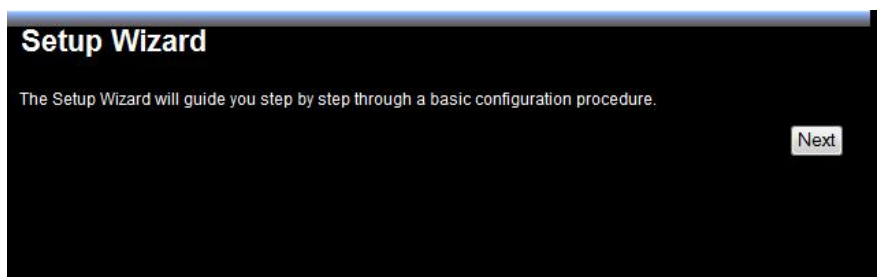 Setup Wizard
The Setup Wizard will guide you step by step through a basic configuration procedure.
Next